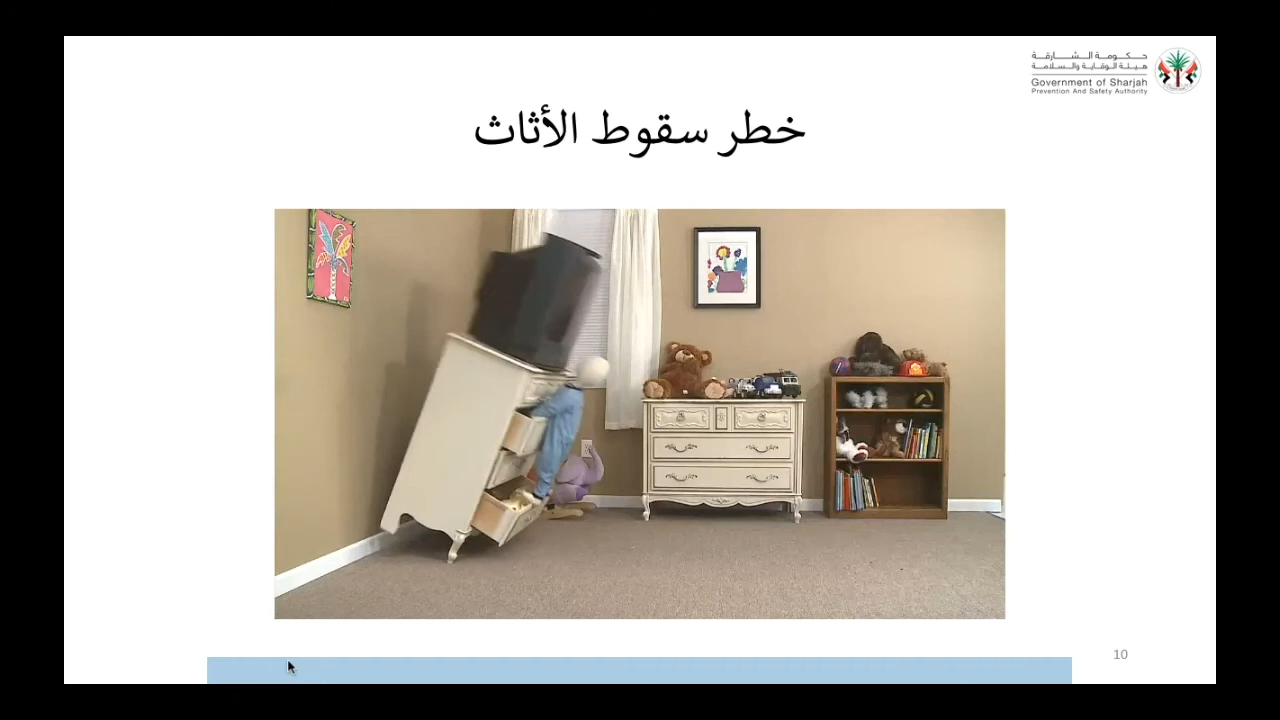 حكومة الشارقة
هيئة الوقاية والسلامة
Government of Sharjah
Prevention And Safety Authority
خطر سقوط الأثاث
10